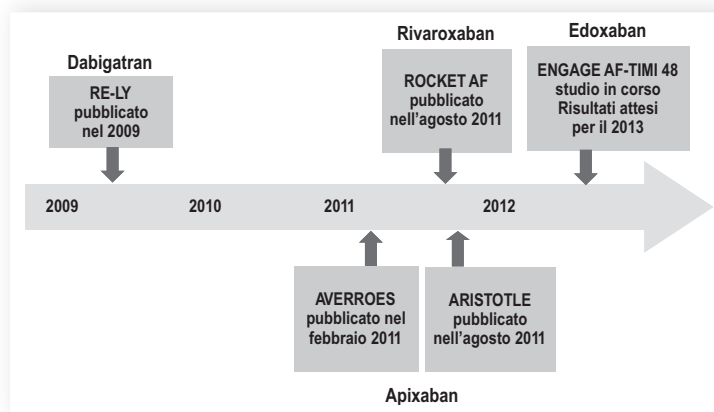 Dabigatran
RE-LY
pubblicato
nel 2009
Rivaroxaban
ROCKET AF
pubblicato
nell'agosto 2011
Edoxaban
ENGAGE AF-TIMI 48
studio in corso
Risultati attesi
per il 2013
2009 2010 2011 2012
AVERROES
pubblicato nel
febbraio 2011
ARISTOTLE
pubblicato
nell'agosto 2011
Apixaban